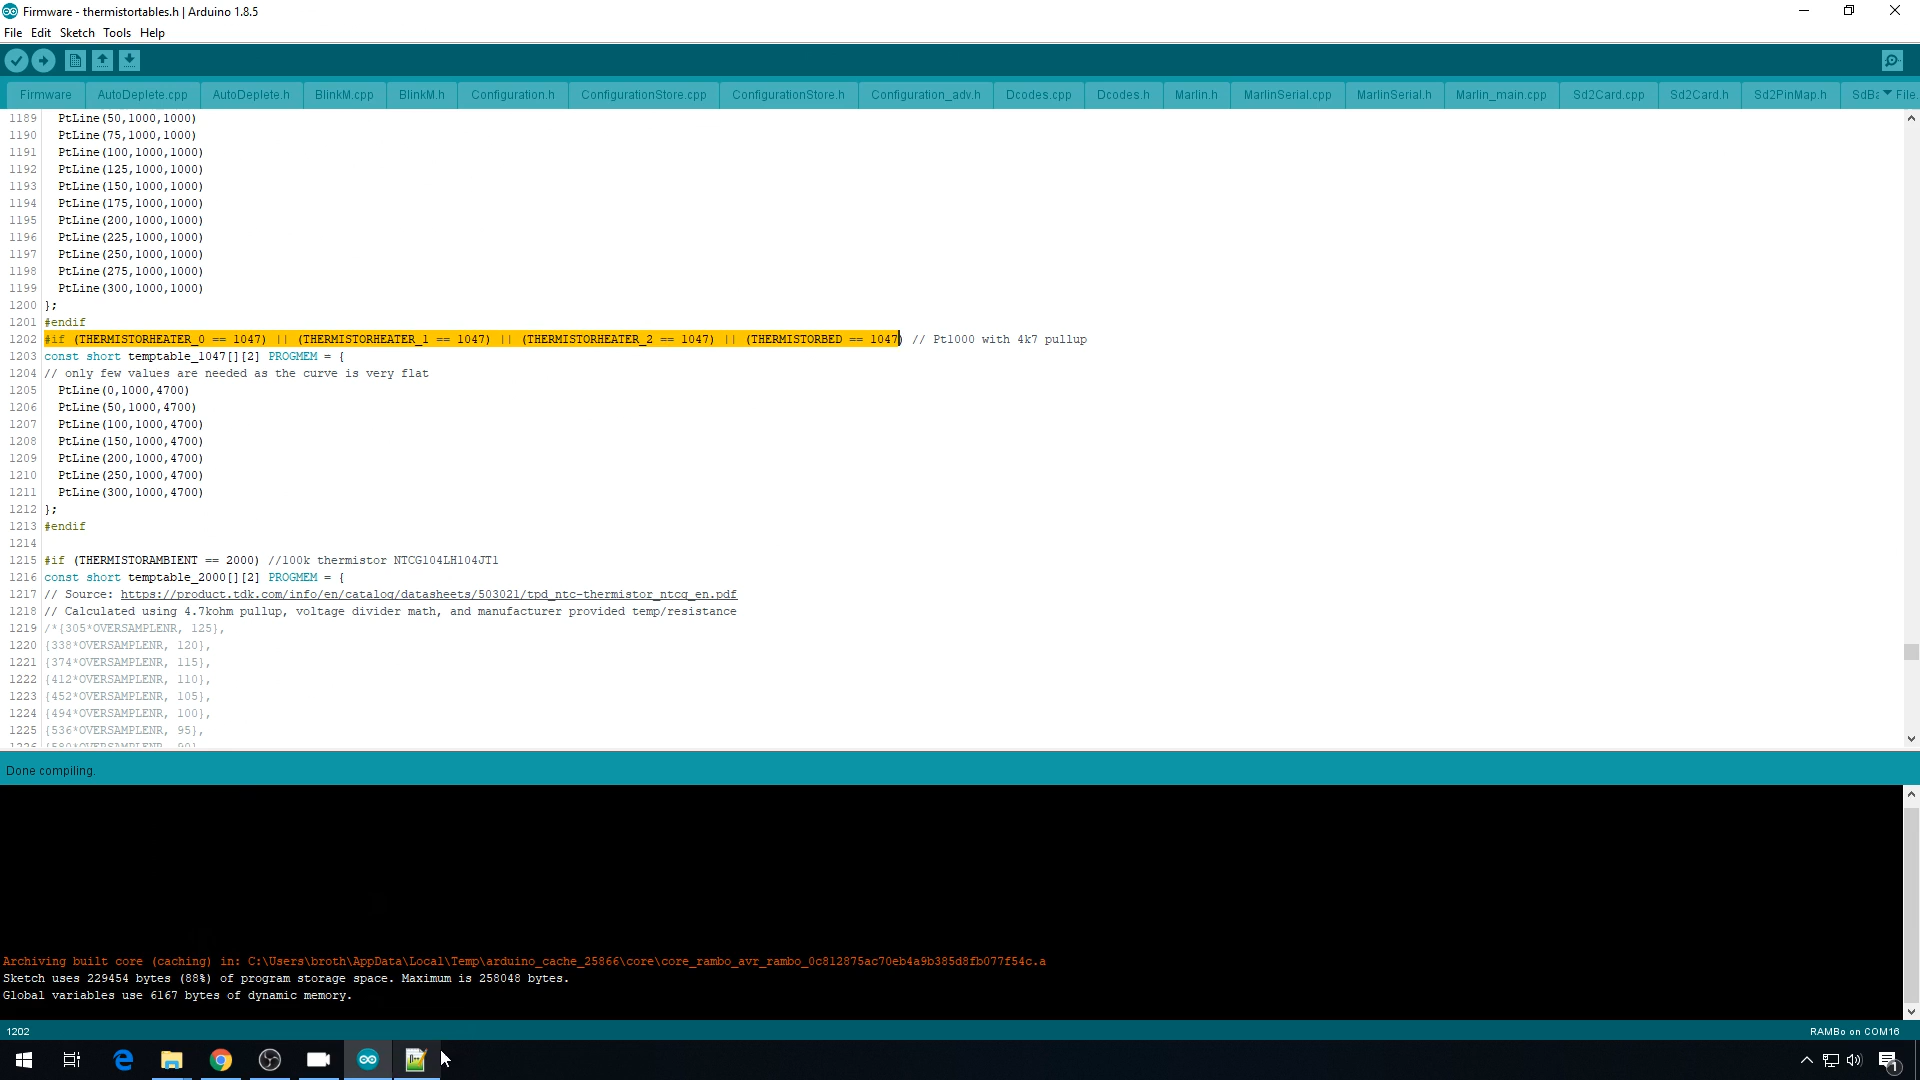 Firmware - thermistortables.h | Arduino 1.8.5
File Edit Sketch Tools Help
Firmware AutoDeplete.cpp AutoDeplete.h BlinkM.cpp BlinkM.h Configuration.h ConfigurationStore.cpp ConfigurationStore.h Configuration_adv.h Dcodes.cpp Dcodes.h Marlin.h MarlinSerial.cpp MarlinSerial.h Marlin_main.cpp Sd2Card.cpp Sd2Card.h Sd2PinMap.h SdBa File.
1189 PtLine(50,1000,1000)
1190 PtLine(75,1000,1000)
1191 PtLine(100,1000,1000)
1192 PtLine(125,1000,1000)
1193 PtLine(150,1000,1000)
1194 PtLine(175,1000,1000)
1195 PtLine(200,1000,1000)
1196 PtLine(225,1000,1000)
1197 PtLine(250,1000,1000)
1198 PtLine(275,1000,1000)
1199 PtLine(300,1000,1000)
1200 };
1201 #endif
1202 #if (THERMISTORHEATER_0 == 1047) || (THERMISTORHEATER_1 == 1047) || (THERMISTORHEATER_2 == 1047) || (THERMISTORBED == 1047) // Pt1000 with 4k7 pullup
1203 const short temptable_1047[][2] PROGMEM = {
1204 // only few values are needed as the curve is very flat
1205 PtLine(0,1000,4700)
1206 PtLine(50,1000,4700)
1207 PtLine(100,1000,4700)
1208 PtLine(150,1000,4700)
1209 PtLine(200,1000,4700)
1210 PtLine(250,1000,4700)
1211 PtLine(300,1000,4700)
1212 };
1213 #endif
1214
1215 #if (THERMISTORAMBIENT == 2000) //100k thermistor NTCG104LH104JT1
1216 const short temptable_2000[][2] PROGMEM = {
1217 // Source: https://product.tdk.com/info/en/catalog/datasheets/503021/tpd_ntc-thermistor_ntcg_en.pdf
1218 // Calculated using 4.7kohm pullup, voltage divider math, and manufacturer provided temp/resistance
1219 /*{305*OVERSAMPLENR, 125},
1220 {338*OVERSAMPLENR, 120},
1221 {374*OVERSAMPLENR, 115},
1222 {412*OVERSAMPLENR, 110},
1223 {452*OVERSAMPLENR, 105},
1224 {494*OVERSAMPLENR, 100},
1225 {536*OVERSAMPLENR, 95},
1226 {580*OVERSAMPLENR, 90}
Done compiling.
Archiving built core (caching) in: C:\Users\broth\AppData\Local\Temp\arduino_cache_25866\core\core_rambo_avr_rambo_0c812875ac70eb4a9b385d8fb077f54c.a
Sketch uses 229454 bytes (88%) of program storage space. Maximum is 258048 bytes.
Global variables use 6167 bytes of dynamic memory.
1202 RAMBo on COM16
1